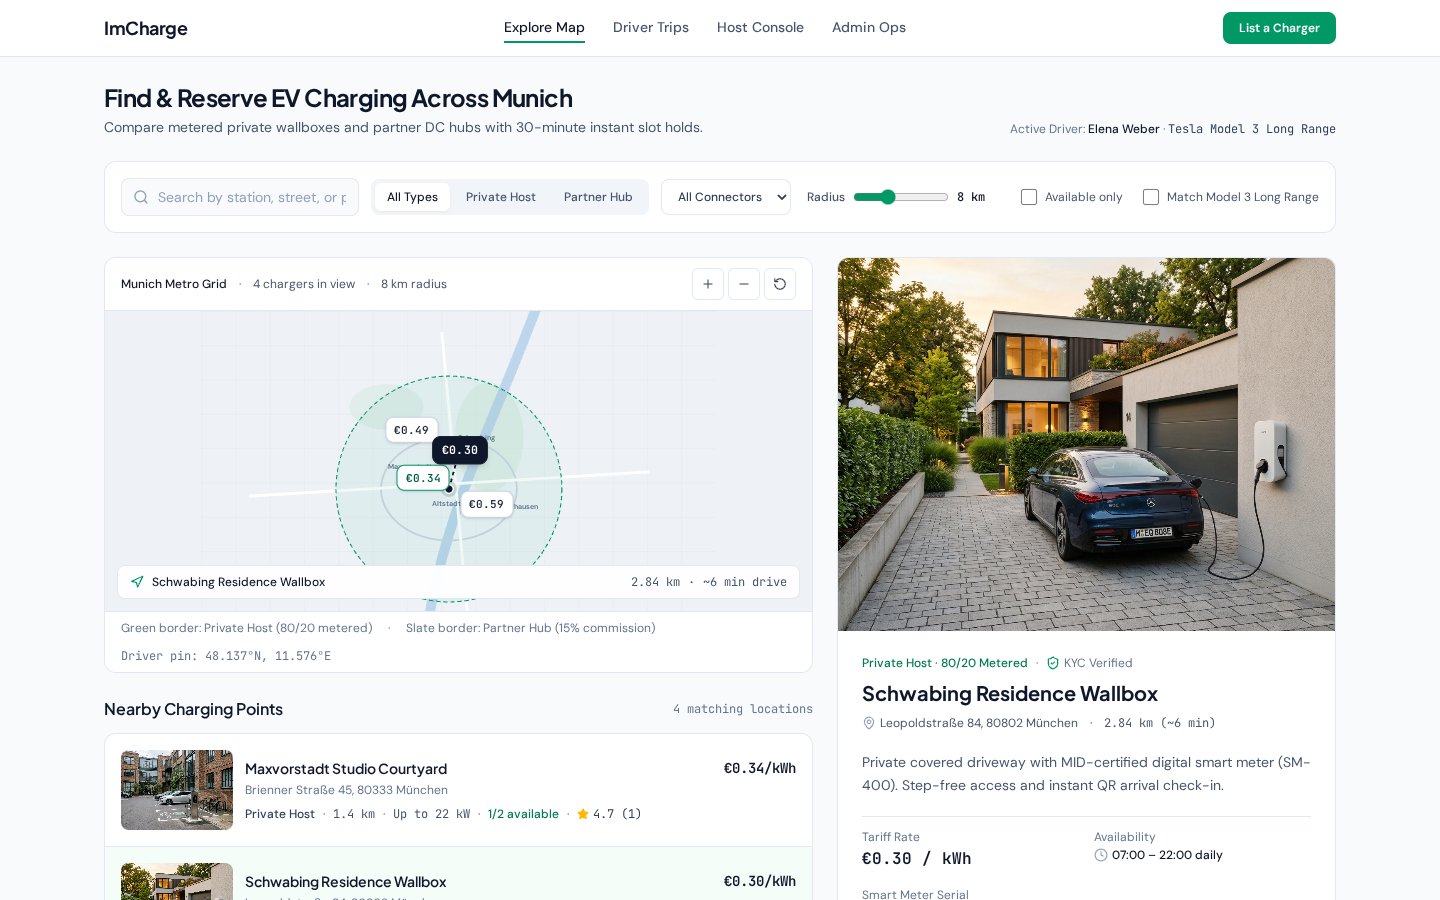 ImCharge
Explore Map
Driver Trips
Host Console
Admin Ops
List a Charger
Find & Reserve EV Charging Across Munich
Compare metered private wallboxes and partner DC hubs with 30-minute instant slot holds.
Active Driver: Elena Weber · Tesla Model 3 Long Range
Search by station, street, or p
All Types
Private Host
Partner Hub
All Connectors
Radius
8 km
Available only
Match Model 3 Long Range
Munich Metro Grid · 4 chargers in view · 8 km radius
€0.49
€0.30
€0.34
Altstadt
€0.59
hausen
Schwabing Residence Wallbox
2.84 km · ~6 min drive
Green border: Private Host (80/20 metered) · Slate border: Partner Hub (15% commission)
Driver pin: 48.137°N, 11.576°E
Nearby Charging Points
4 matching locations
Maxvorstadt Studio Courtyard
€0.34/kWh
Brienner Straße 45, 80333 München
Private Host · 1.4 km · Up to 22 kW · 1/2 available · 4.7 (1)
Schwabing Residence Wallbox
€0.30/kWh
Private Host · 80/20 Metered · KYC Verified
Schwabing Residence Wallbox
Leopoldstraße 84, 80802 München · 2.84 km (~6 min)
Private covered driveway with MID-certified digital smart meter (SM-
400). Step-free access and instant QR arrival check-in.
Tariff Rate
€0.30 / kWh
Availability
07:00 – 22:00 daily
Smart Meter Serial